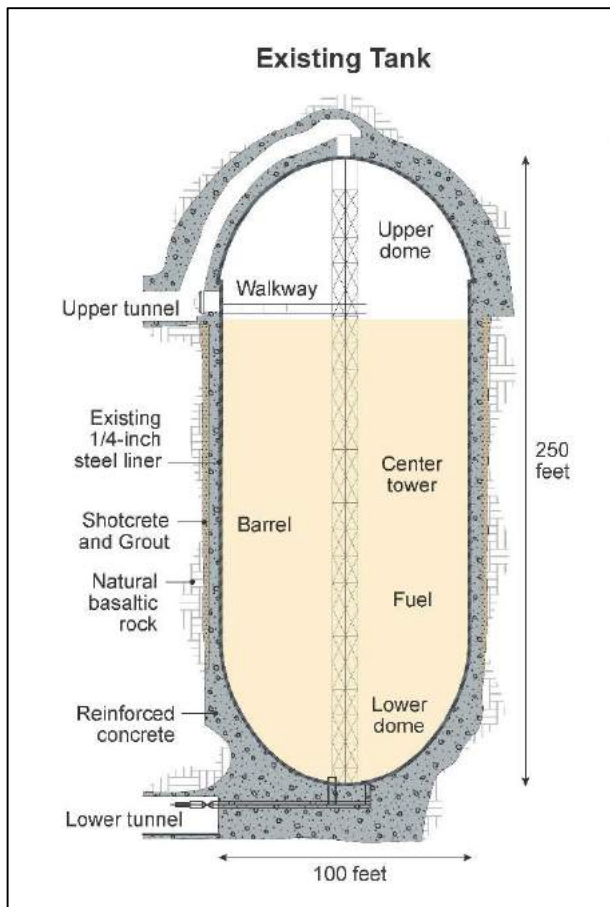 Existing Tank
Upper
dome
Walkway
Upper tunnel
Existing
1/4-inch
steel liner
Center
tower
250
feet
Shotcrete
and Grout
Barrel
Natural
basaltic
rock
Fuel
Reinforced
concrete
Lower
dome
Lower tunnel
100 feet